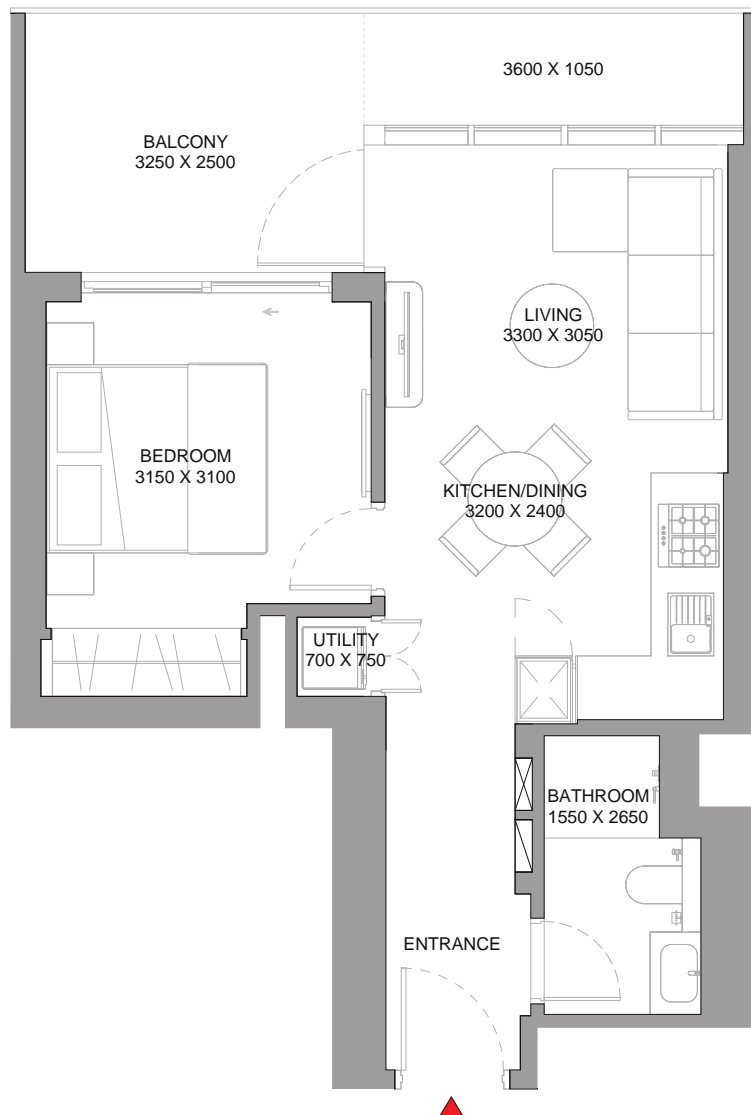 3600 X 1050
BALCONY
3250 X 2500
LIVING
3300 X 3050
BEDROOM
3150 X 3100
KITCHEN/DINING
3200 X 2400
UTILITY
700 X 750
BATHROOM
1550 X 2650
ENTRANCE